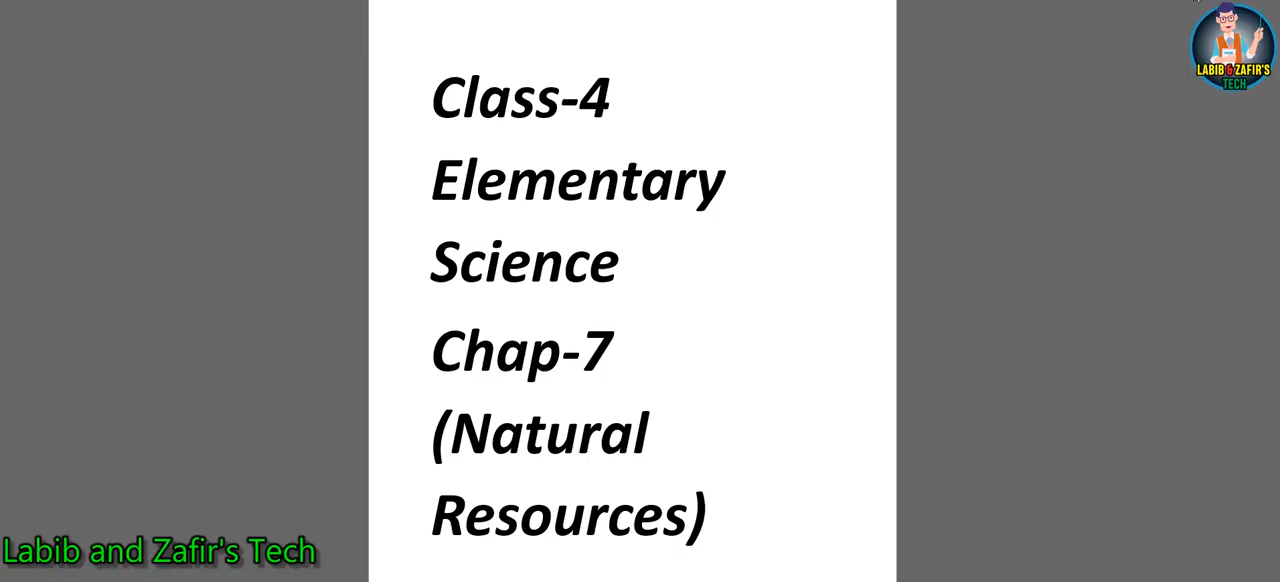 Class-4
Elementary
Science
Chap-7
(Natural
Resources)
LABIB & ZAFIR'S
TECH
Labib and Zafir's Tech